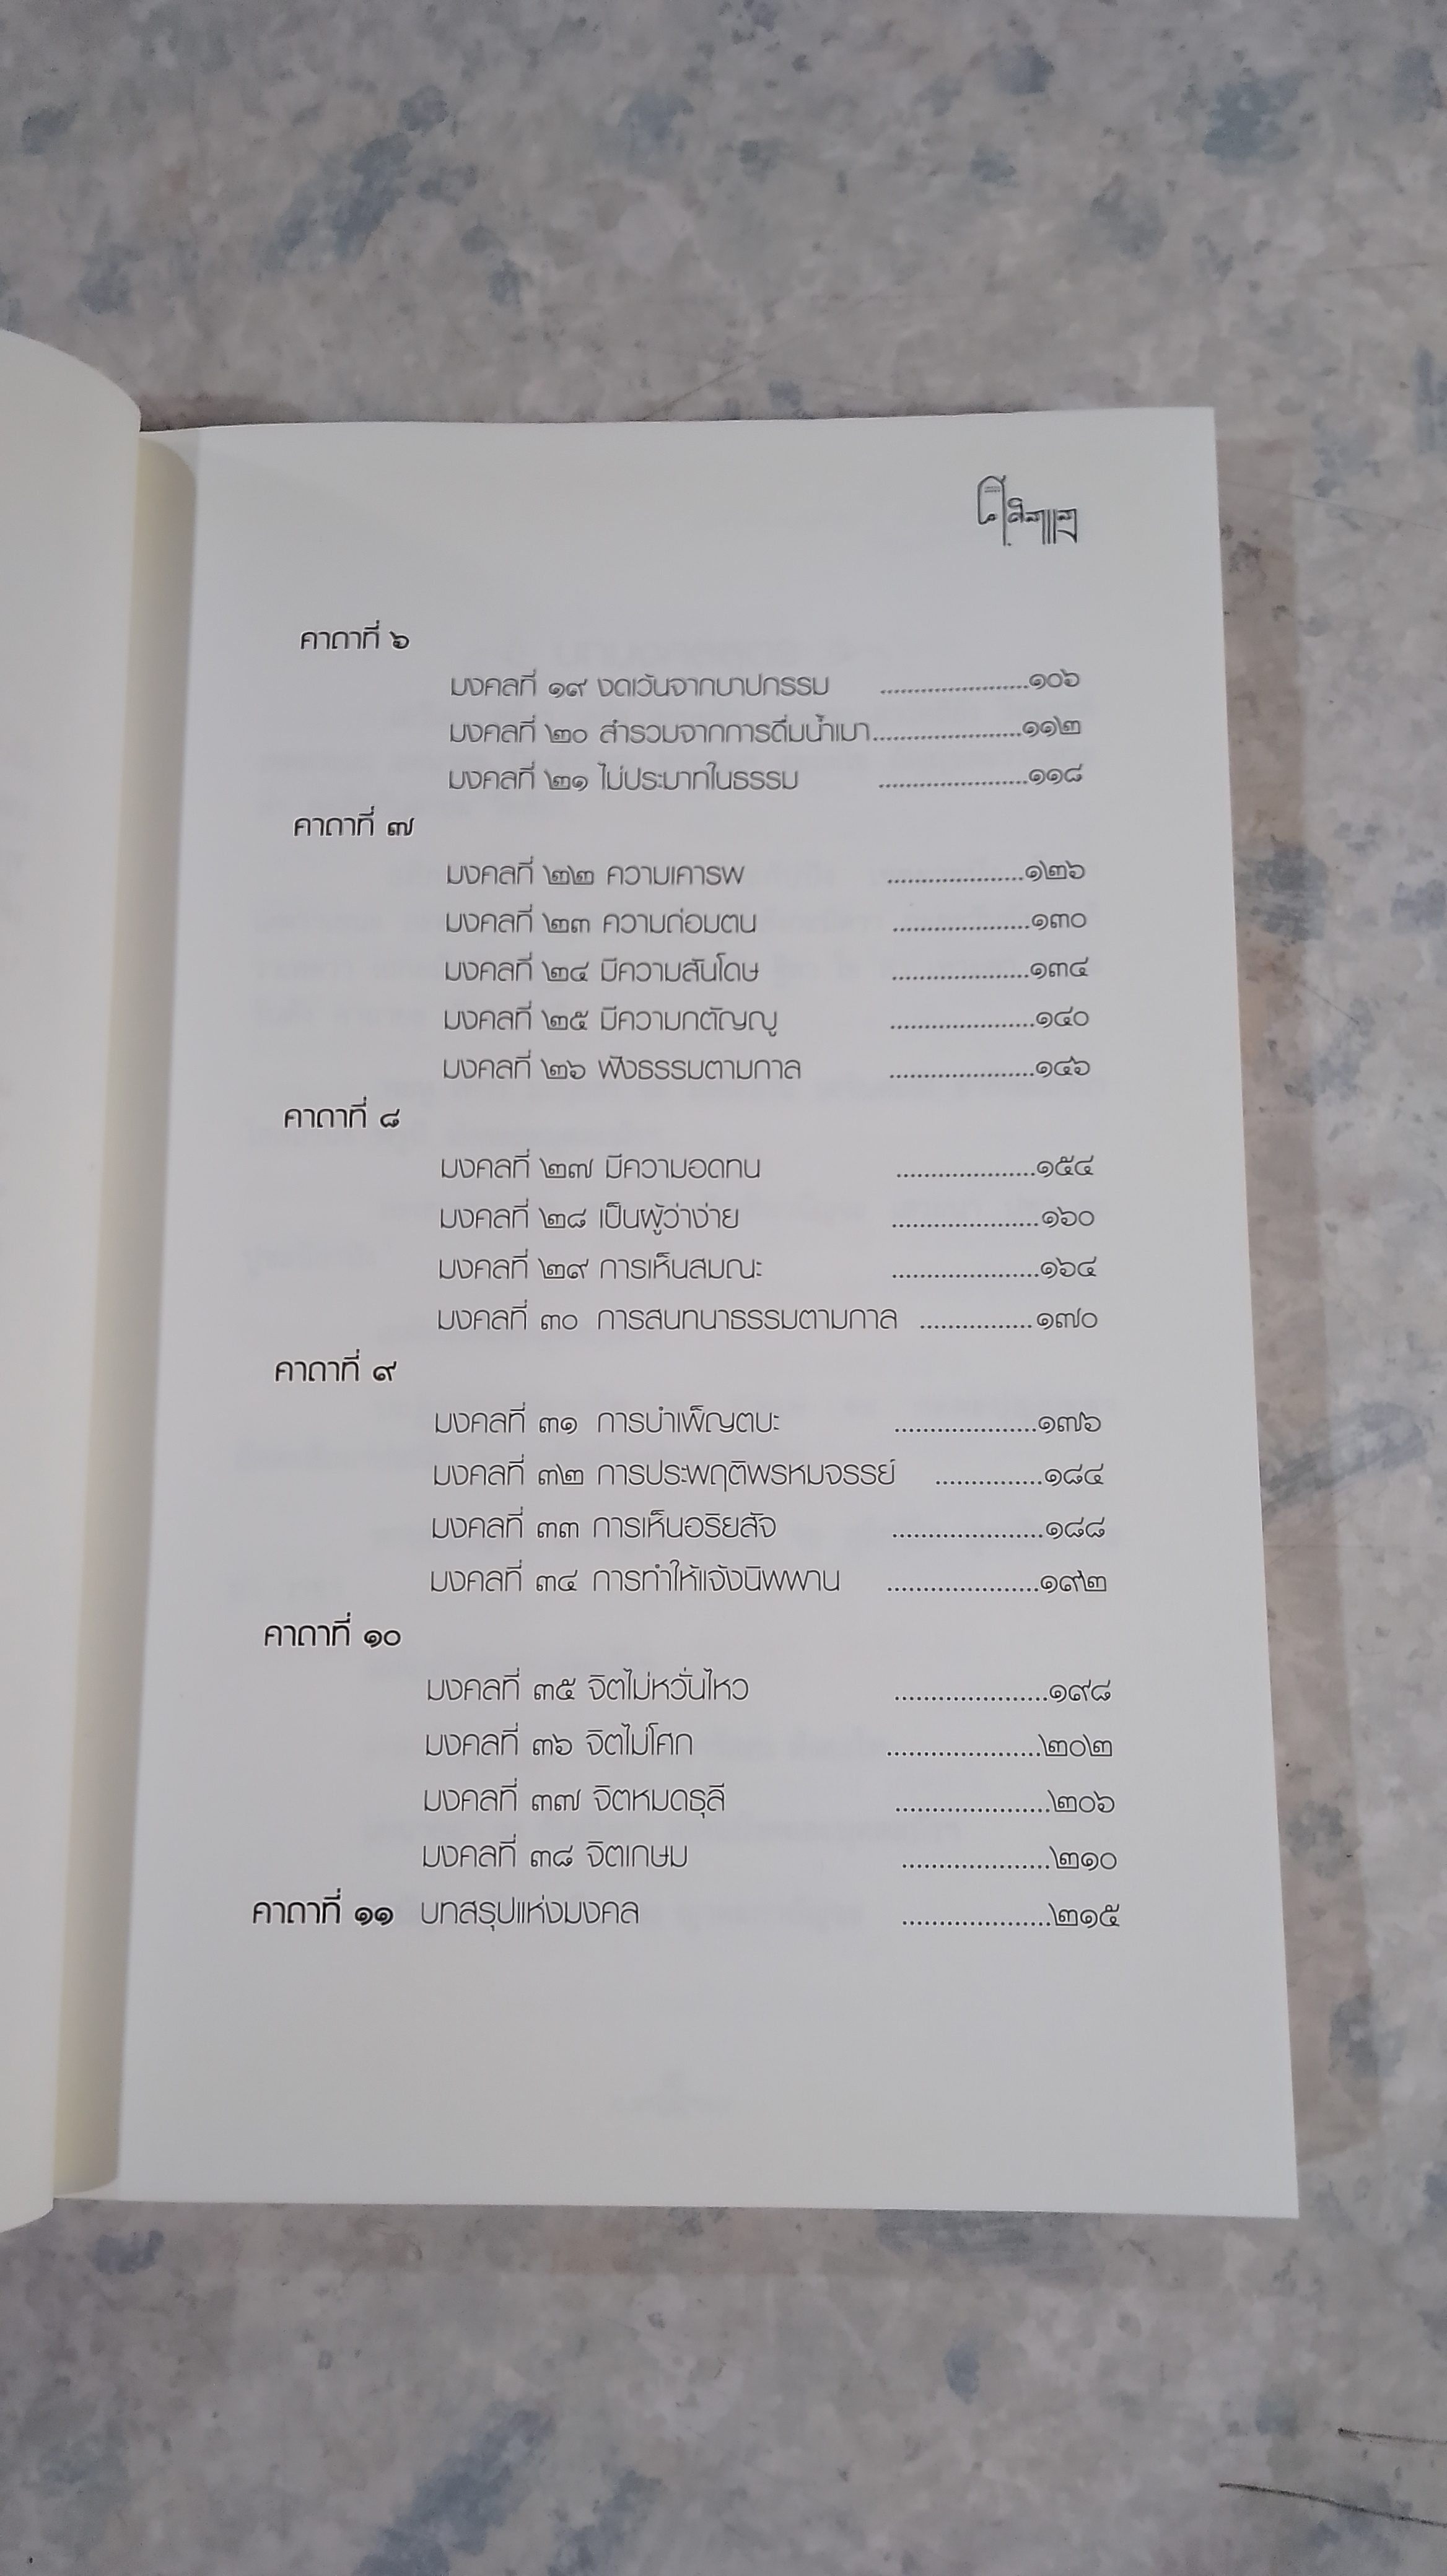 คาถาที่ ๖
มงคลที่ ๑๙ งดเว้นจากบาปกรรม ......................๑๐๖
มงคลที่ ๒๐ สำรวมจากการดื่มน้ำเมา......................๑๑๒
มงคลที่ ๒๑ ไม่ประมาทในธรรม ......................๑๑๘
คาถาที่ ๗
มงคลที่ ๒๒ ความเคารพ ....................๑๒๖
มงคลที่ ๒๓ ความถ่อมตน ....................๑๓๐
มงคลที่ ๒๔ มีความสันโดษ ....................๑๓๔
มงคลที่ ๒๕ มีความกตัญญู .....................๑๔๐
มงคลที่ ๒๖ ฟังธรรมตามกาล .....................๑๔๖
คาถาที่ ๘
มงคลที่ ๒๗ มีความอดทน ....................๑๕๔
มงคลที่ ๒๘ เป็นผู้ว่าง่าย .....................๑๖๐
มงคลที่ ๒๙ การเห็นสมณะ .....................๑๖๔
มงคลที่ ๓๐ การสนทนาธรรมตามกาล ................๑๗๐
คาถาที่ ๙
มงคลที่ ๓๑ การบำเพ็ญตบะ ....................๑๗๖
มงคลที่ ๓๒ การประพฤติพรหมจรรย์ ...............๑๘๔
มงคลที่ ๓๓ การเห็นอริยสัจ .....................๑๘๘
มงคลที่ ๓๔ การทำให้แจ้งนิพพาน .....................๑๙๒
คาถาที่ ๑๐
มงคลที่ ๓๕ จิตไม่หวั่นไหว .....................๑๙๘
มงคลที่ ๓๖ จิตไม่โศก .....................๒๐๒
มงคลที่ ๓๗ จิตหมดธุลี .....................๒๐๖
มงคลที่ ๓๘ จิตเกษม ....................๒๑๐
คาถาที่ ๑๑ บทสรุปแห่งมงคล ....................๒๑๕